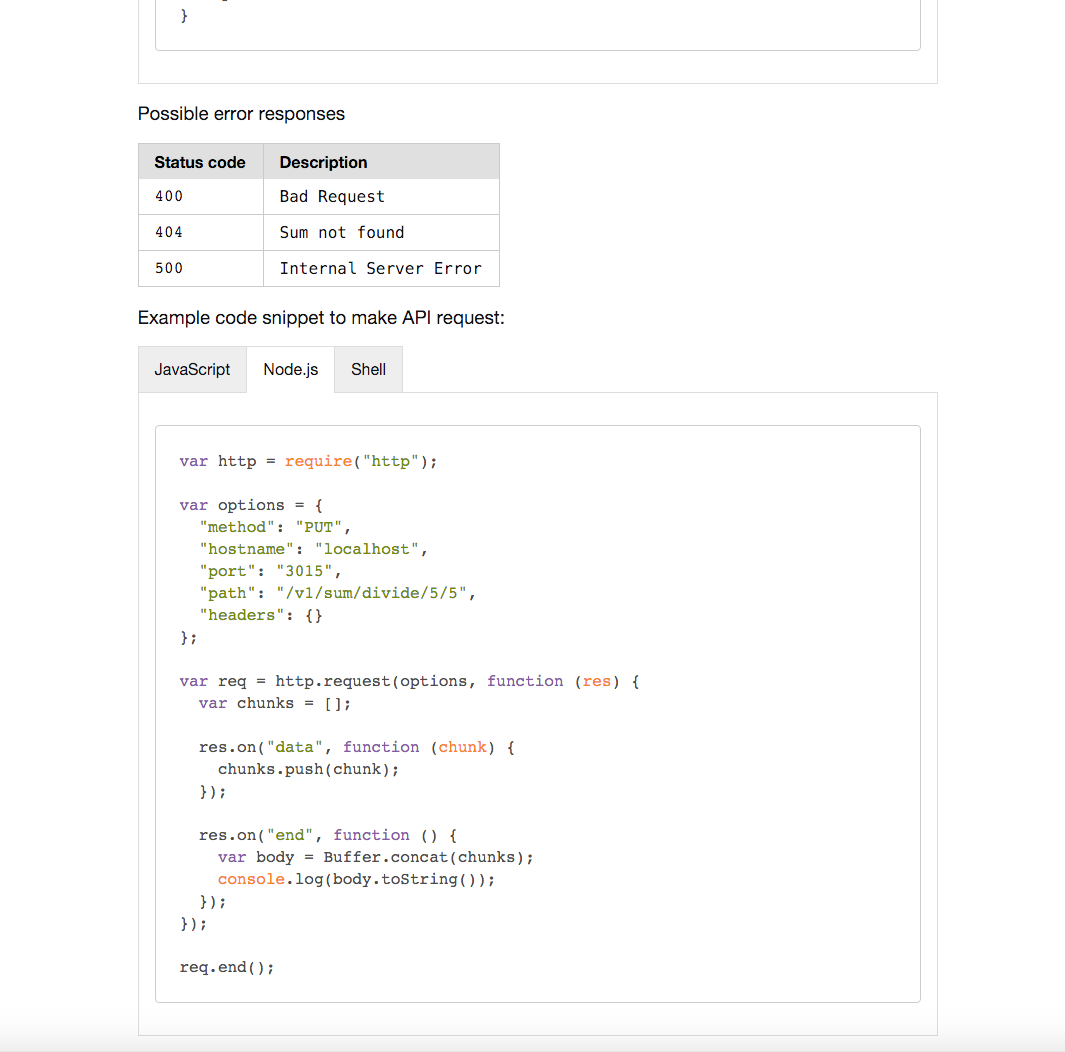 }
Possible error responses
Status code Description
400 Bad Request
404 Sum not found
500 Internal Server Error
Example code snippet to make API request:
JavaScript Node.js Shell
var http = require("http");
var options = {
  "method": "PUT",
  "hostname": "localhost",
  "port": "3015",
  "path": "/v1/sum/divide/5/5",
  "headers": {}
};
var req = http.request(options, function (res) {
  var chunks = [];
  res.on("data", function (chunk) {
    chunks.push(chunk);
  });
  res.on("end", function () {
    var body = Buffer.concat(chunks);
    console.log(body.toString());
  });
});
req.end();